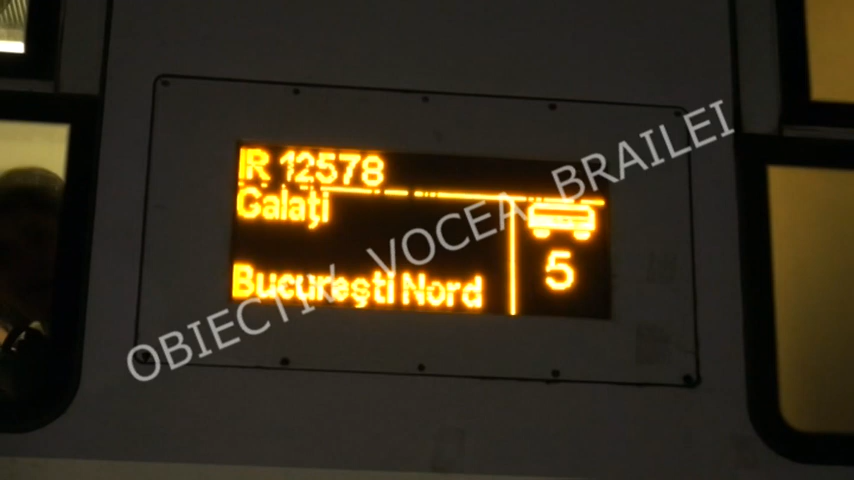 IR 12578
Galați
București Nord
5
OBIECTIV VOCEA BRAILEI